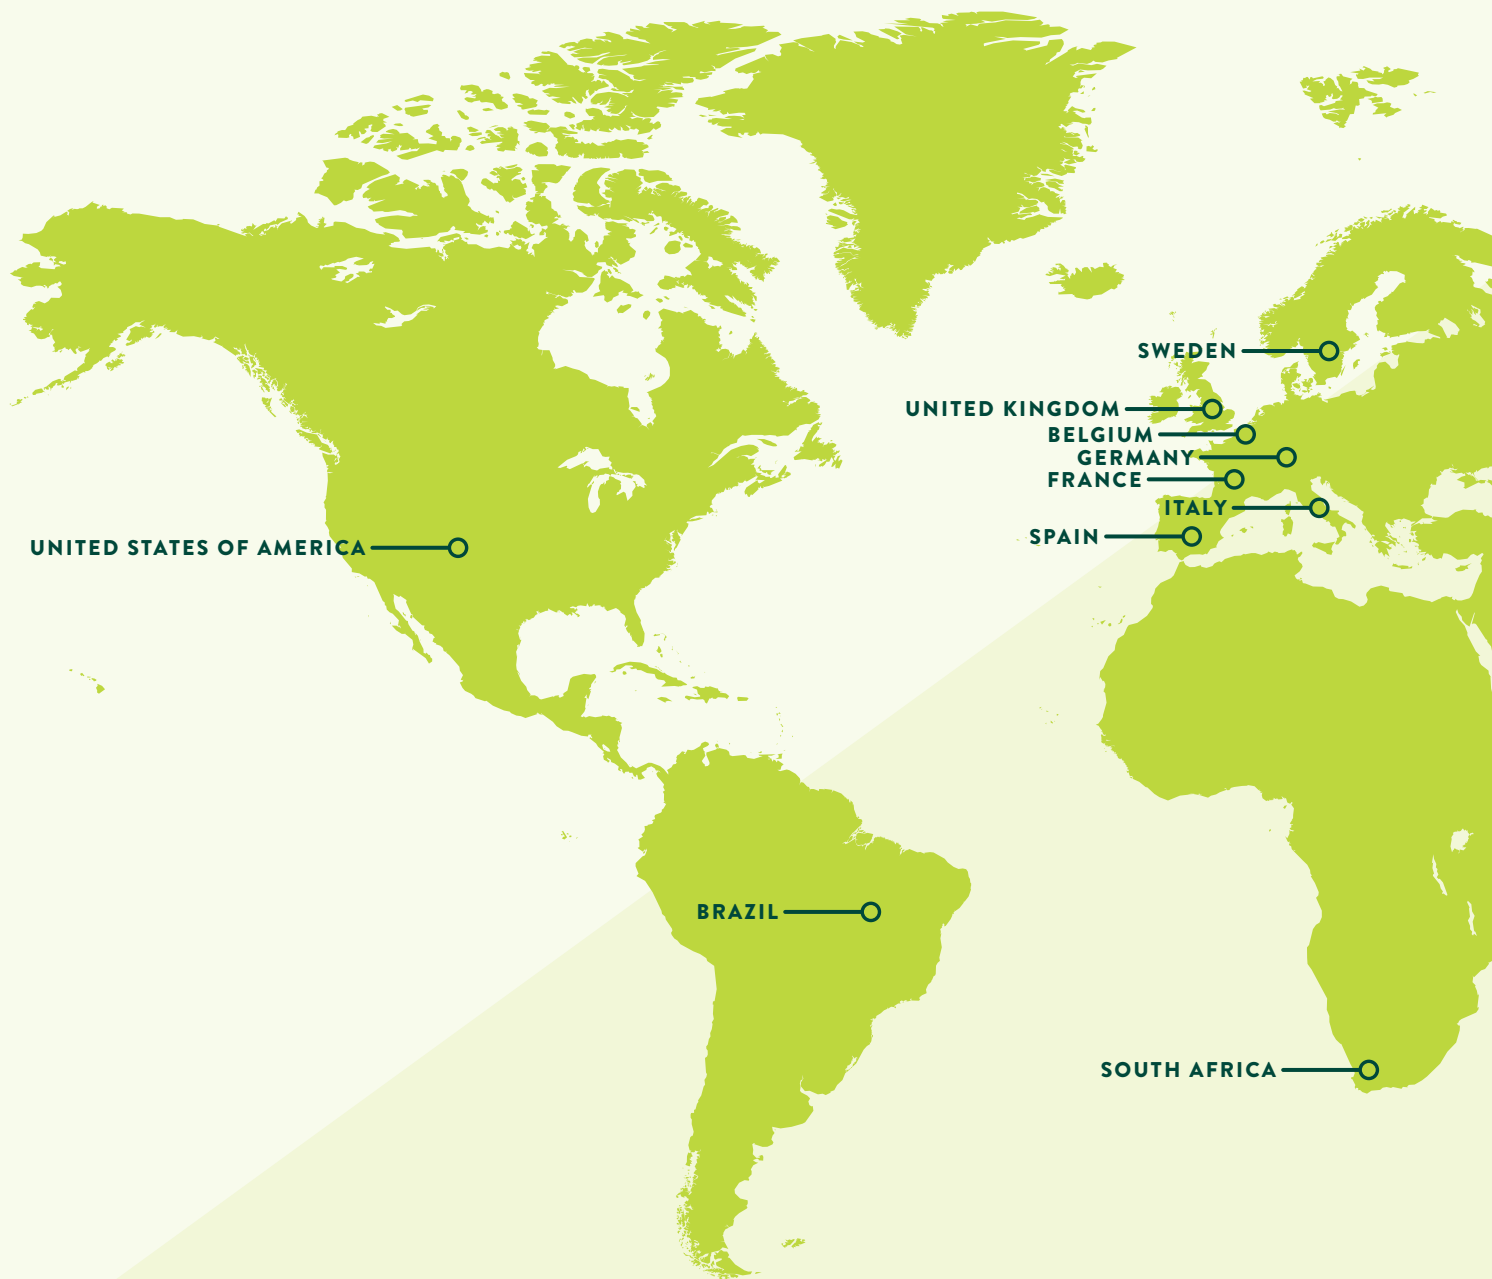 SWEDEN
UNITED KINGDOM
BELGIUM
GERMANY
FRANCE
ITALY
SPAIN
UNITED STATES OF AMERICA
BRAZIL
SOUTH AFRICA